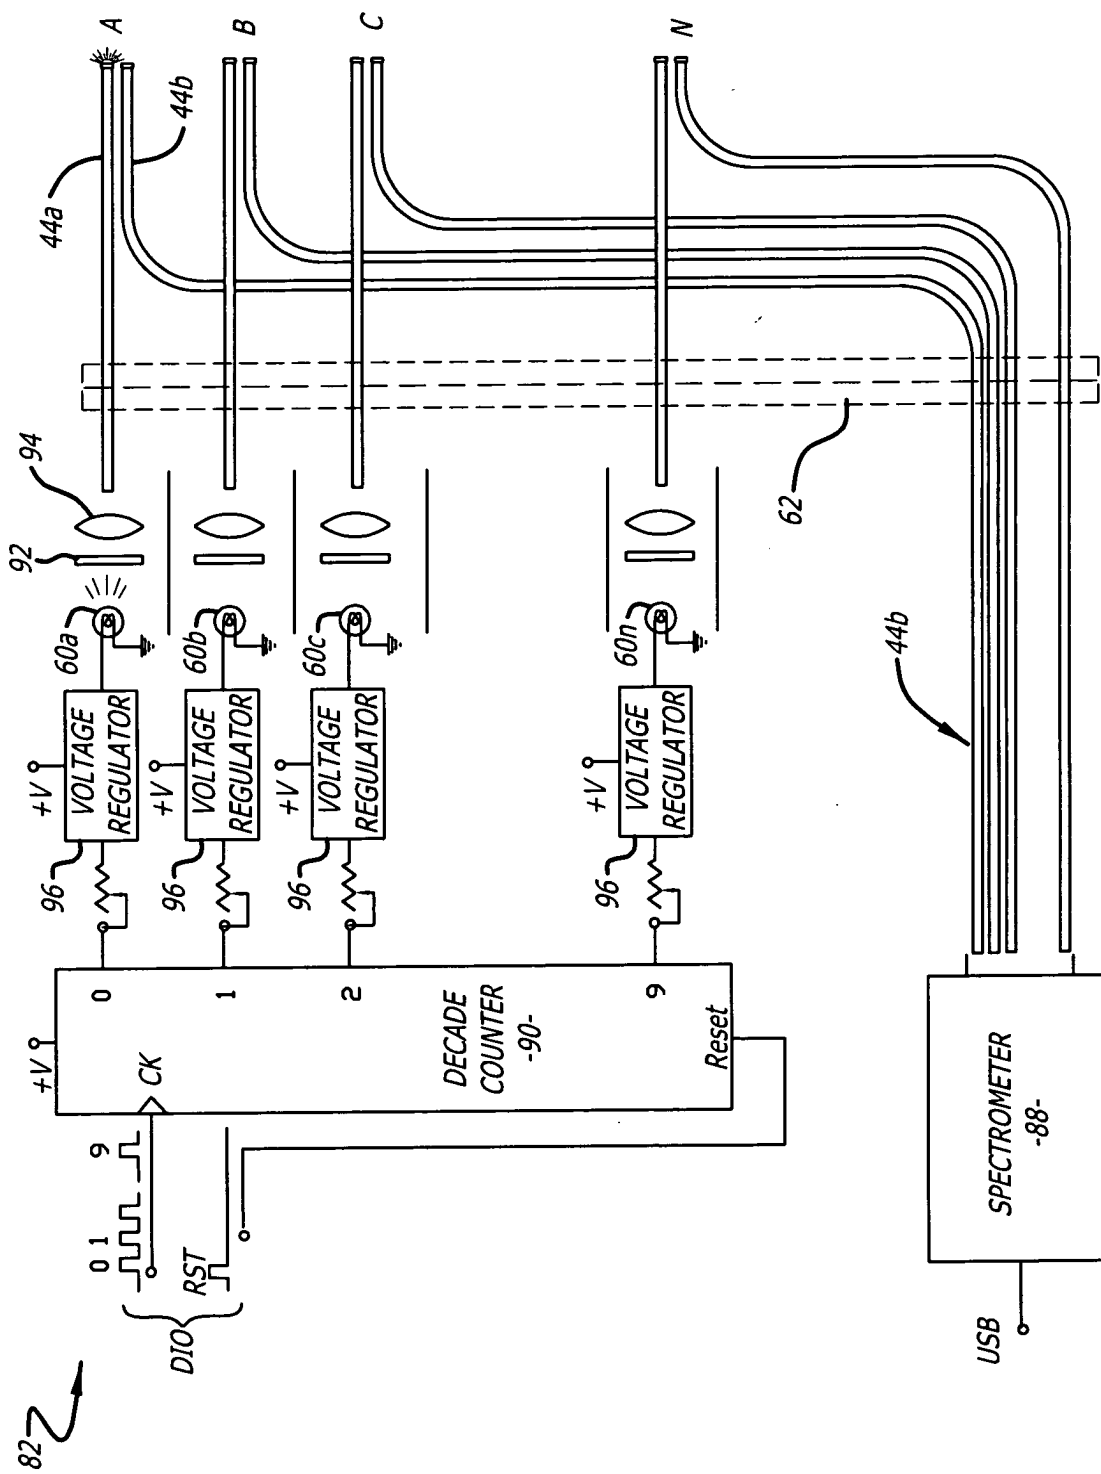 82
DIO
0 1 9
RST
+V
CK
0
1
2
9
DECADE
COUNTER
-90-
Reset
96
+V
VOLTAGE
REGULATOR
60a
92
94
44a
44b
A
96
+V
VOLTAGE
REGULATOR
60b
B
96
+V
VOLTAGE
REGULATOR
60c
C
96
+V
VOLTAGE
REGULATOR
60n
N
62
44b
USB
SPECTROMETER
-88-